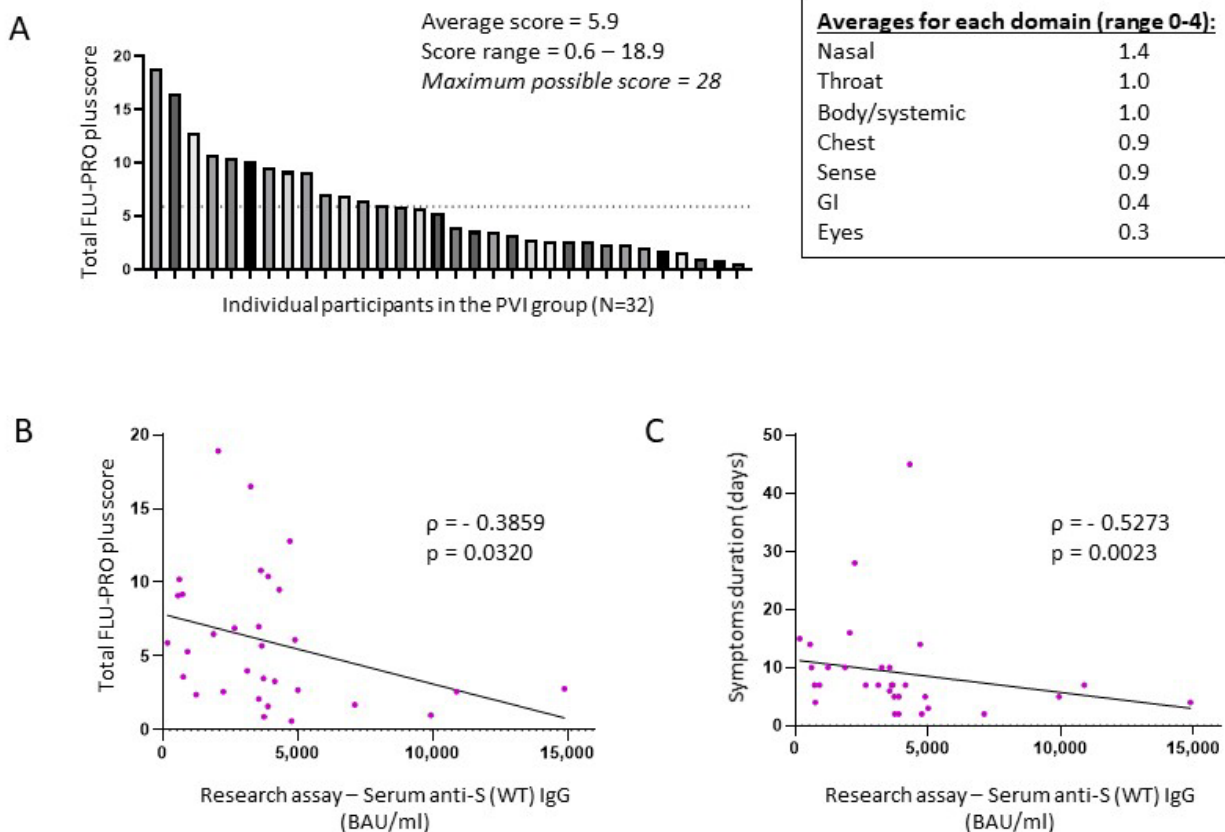 A
Average score = 5.9
Score range = 0.6 – 18.9
Maximum possible score = 28
Averages for each domain (range 0-4):
Nasal 1.4
Throat 1.0
Body/systemic 1.0
Chest 0.9
Sense 0.9
GI 0.4
Eyes 0.3
Total FLU-PRO plus score
20
15
10
5
0
Individual participants in the PVI group (N=32)
B
Total FLU-PRO plus score
20
15
10
5
0
ρ = - 0.3859
p = 0.0320
0 5,000 10,000 15,000
Research assay – Serum anti-S (WT) IgG
(BAU/ml)
C
Symptoms duration (days)
50
40
30
20
10
0
ρ = - 0.5273
p = 0.0023
0 5,000 10,000 15,000
Research assay – Serum anti-S (WT) IgG
(BAU/ml)